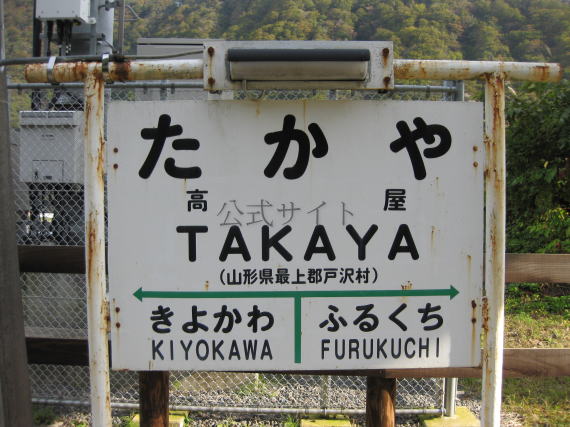 たかや
高 公式サイト 屋
TAKAYA
(山形県最上郡戸沢村)
きよかわ ふるくち
KIYOKAWA FURUKUCHI